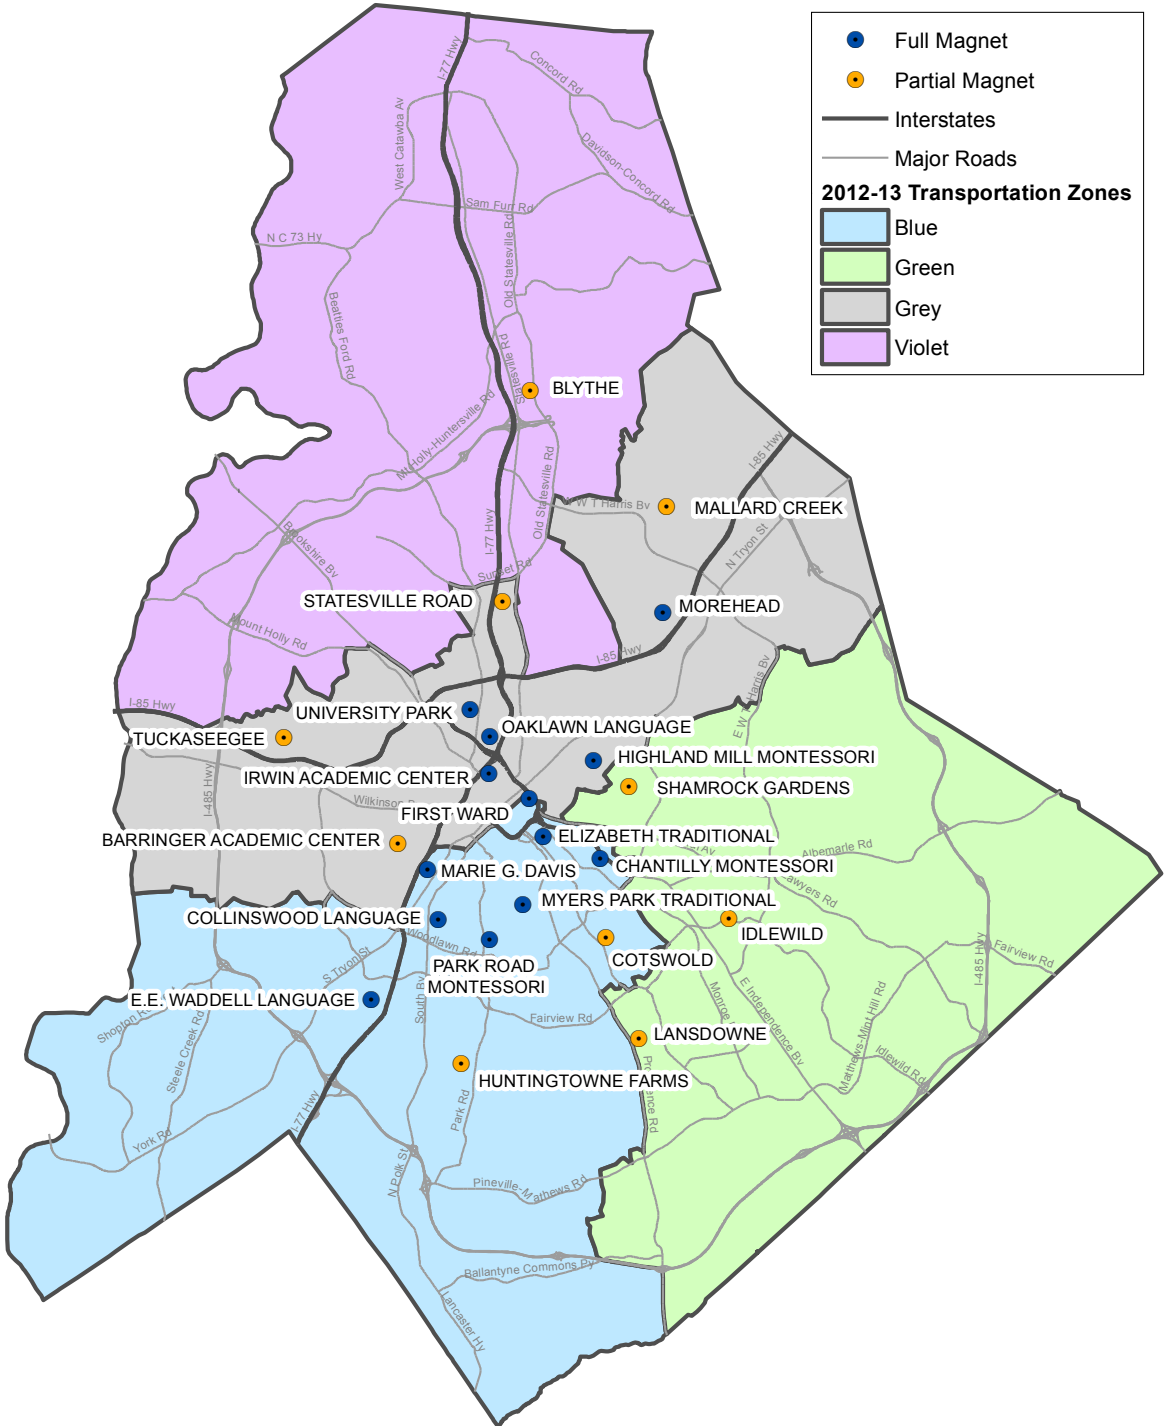 Full Magnet
Partial Magnet
Interstates
Major Roads
2012-13 Transportation Zones
Blue
Green
Grey
Violet
I-77 Hwy
Concord Rd
West Catawba Av
Davidson-Concord Rd
Sam Furr Rd
N C 73 Hy
Old Statesville Rd
Beatties Ford Rd
Statesville Rd
BLYTHE
Mt Holly-Huntersville Rd
I-85 Hwy
Old Statesville Rd
W T Harris Bv
MALLARD CREEK
I-77 Hwy
N Tryon St
Brookshire Bv
Sunset Rd
STATESVILLE ROAD
MOREHEAD
Mount Holly Rd
I-85 Hwy
E W T Harris Bv
I-85 Hwy
UNIVERSITY PARK
OAKLAWN LANGUAGE
TUCKASEEGEE
HIGHLAND MILL MONTESSORI
IRWIN ACADEMIC CENTER
SHAMROCK GARDENS
I-485 Hwy
Wilkinson
FIRST WARD
BARRINGER ACADEMIC CENTER
ELIZABETH TRADITIONAL
Av
Albemarle Rd
CHANTILLY MONTESSORI
MARIE G. DAVIS
Lawyers Rd
MYERS PARK TRADITIONAL
COLLINSWOOD LANGUAGE
IDLEWILD
Woodlawn Rd
COTSWOLD
I-485 Hwy
Fairview Rd
S Tryon St
PARK ROAD
MONTESSORI
E.E. WADDELL LANGUAGE
South Bv
Shopton Rd
Steele Creek Rd
Fairview Rd
Monroe
E Independence Bv
Matthews-Mint Hill Rd
LANSDOWNE
Idlewild Rd
HUNTINGTOWNE FARMS
Providence Rd
I-77 Hwy
Park Rd
York Rd
N Polk St
Pineville-Mathews Rd
Ballantyne Commons Py
Lancaster Hy